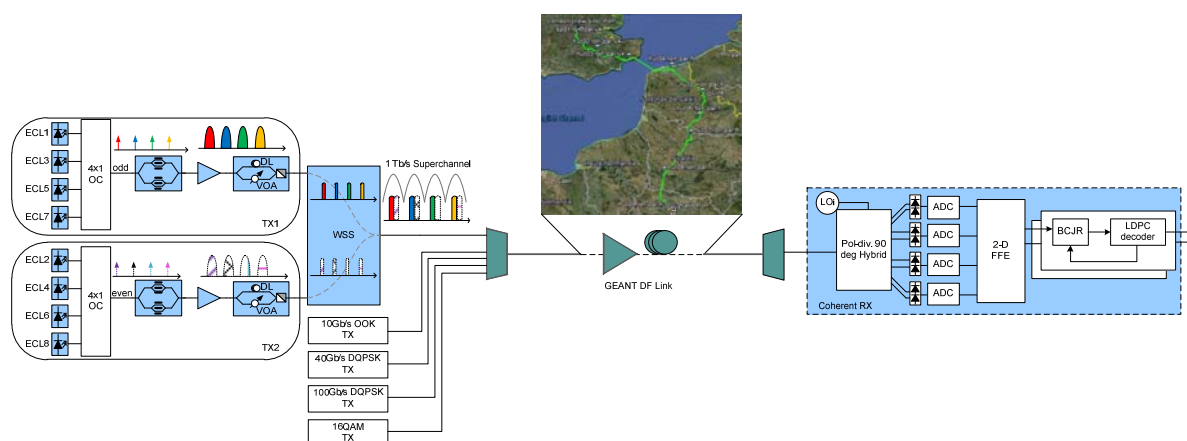 ECL1
ECL3
ECL5
ECL7
4x1
OC
odd
DL
VOA
TX1
ECL2
ECL4
ECL6
ECL8
4x1
OC
even
DL
VOA
TX2
WSS
1 Tb/s Superchannel
10Gb/s OOK
TX
40Gb/s DQPSK
TX
100Gb/s DQPSK
TX
16QAM
TX
GEANT DF Link
LOi
Pol-div. 90
deg Hybrid
ADC
ADC
ADC
ADC
2-D
FFE
BCJR
LDPC
decoder
Coherent RX